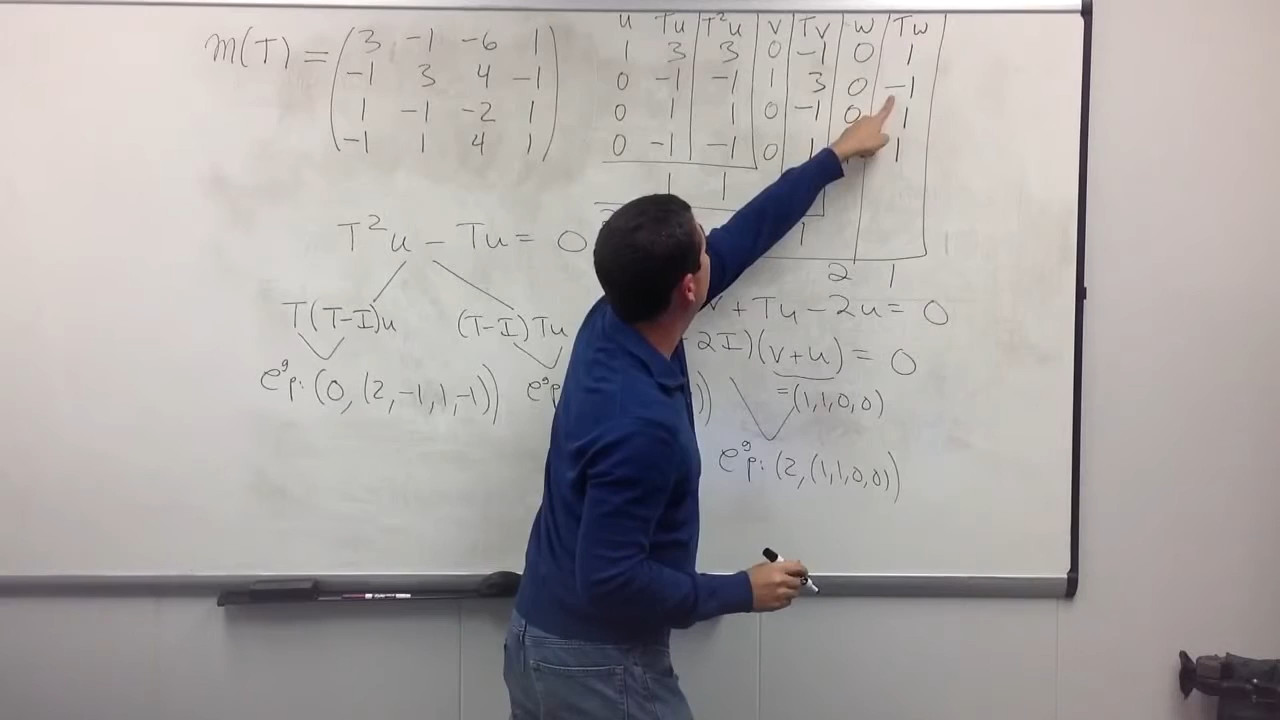 m(T) = (3 -1 -6 1
-1 3 4 -1
1 -1 -2 1
-1 1 4 1)
u Tu T²u v Tv w Tw
1 3 3 0 -1 0 1
0 -1 -1 1 3 0 -1
0 1 1 0 -1 0 1
0 -1 -1 0 1 1
1 1
1
2 1
T²u - Tu = 0
T(T-I)u (T-I)Tu
e^g p: (0, (2,-1,1,-1)) e^g p
v + Tu - 2u = 0
2I)(v+u) = 0
=(1,1,0,0)
e^g p: (2, (1,1,0,0))